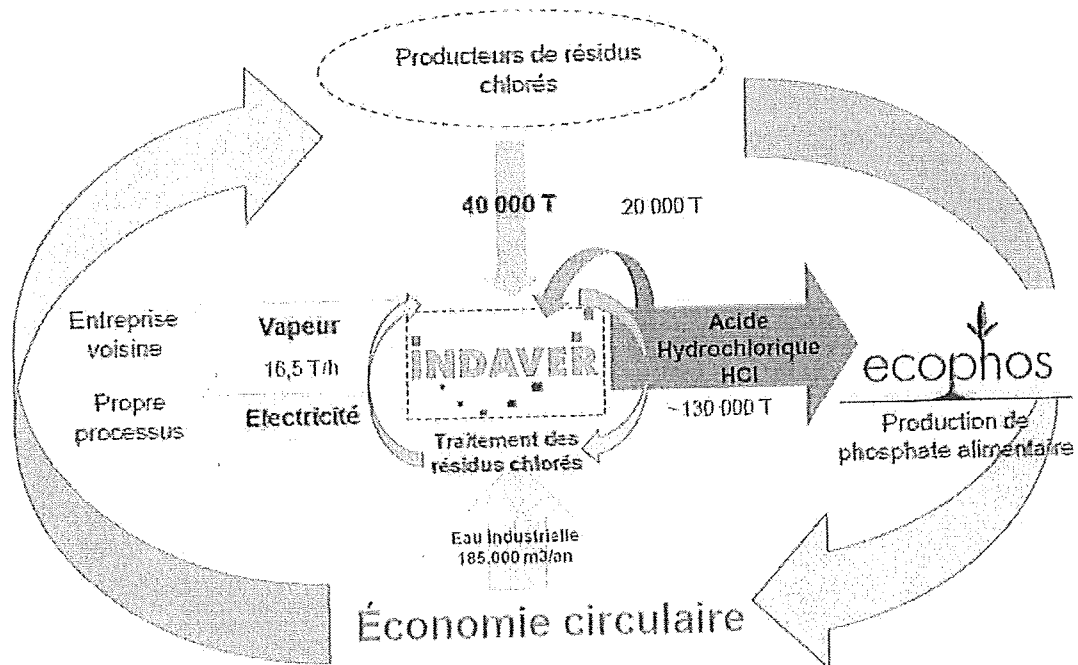 Producteurs de résidus
chlorés
40 000 T
20 000 T
Entreprise
voisine
Vapeur
16,5 T/h
Propre
processus
Electricité
INDAVER
Traitement des
résidus chlorés
Acide
Hydrochlorique
HCl
~130 000 T
ecophos
Production de
phosphate alimentaire
Eau Industrielle
185.000 m3/an
Économie circulaire